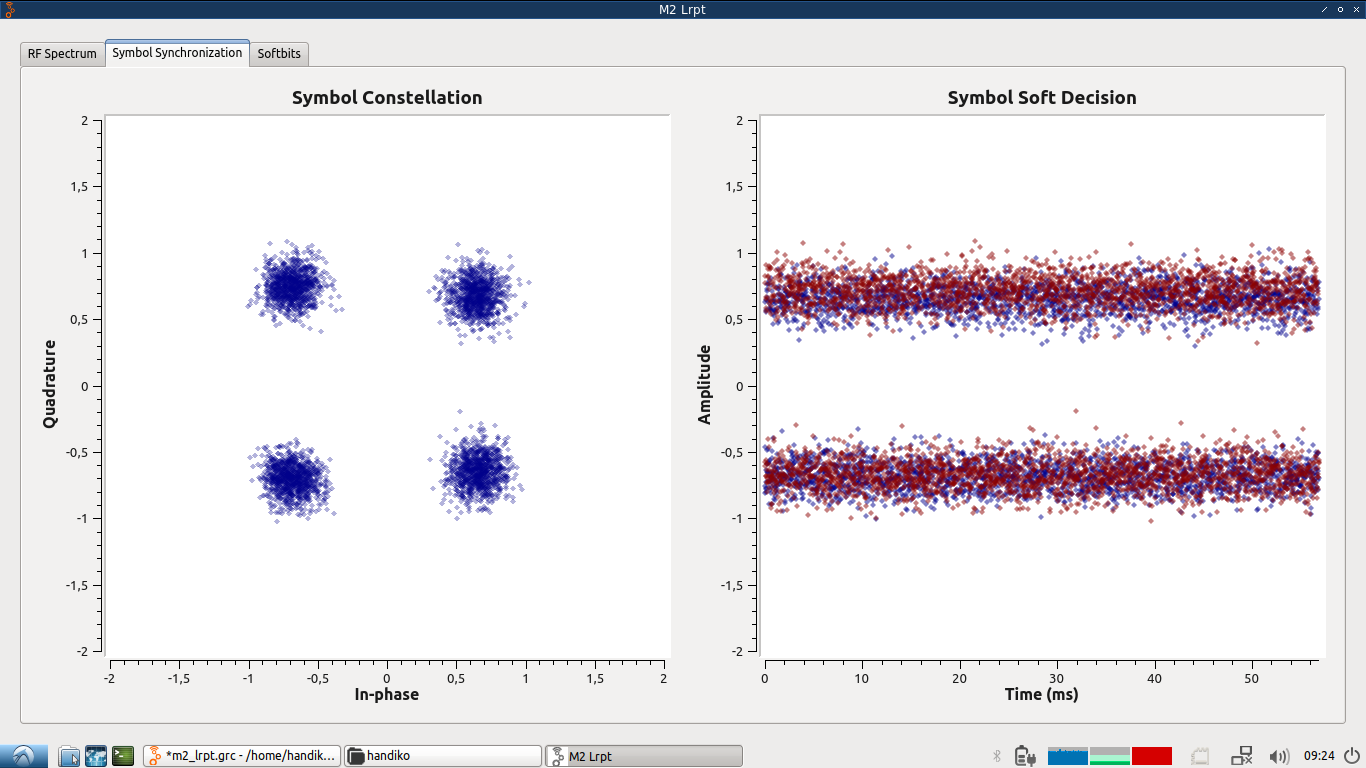 M2 Lrpt
RF Spectrum
Symbol Synchronization
Softbits
Symbol Constellation
2
1,5
1
0,5
0
-0,5
-1
-1,5
-2
Quadrature
-2
-1,5
-1
-0,5
0
0,5
1
1,5
2
In-phase
Symbol Soft Decision
2
1,5
1
0,5
0
-0,5
-1
-1,5
-2
Amplitude
0
10
20
30
40
50
Time (ms)
*m2_lrpt.grc - /home/handik...
handiko
M2 Lrpt
09:24